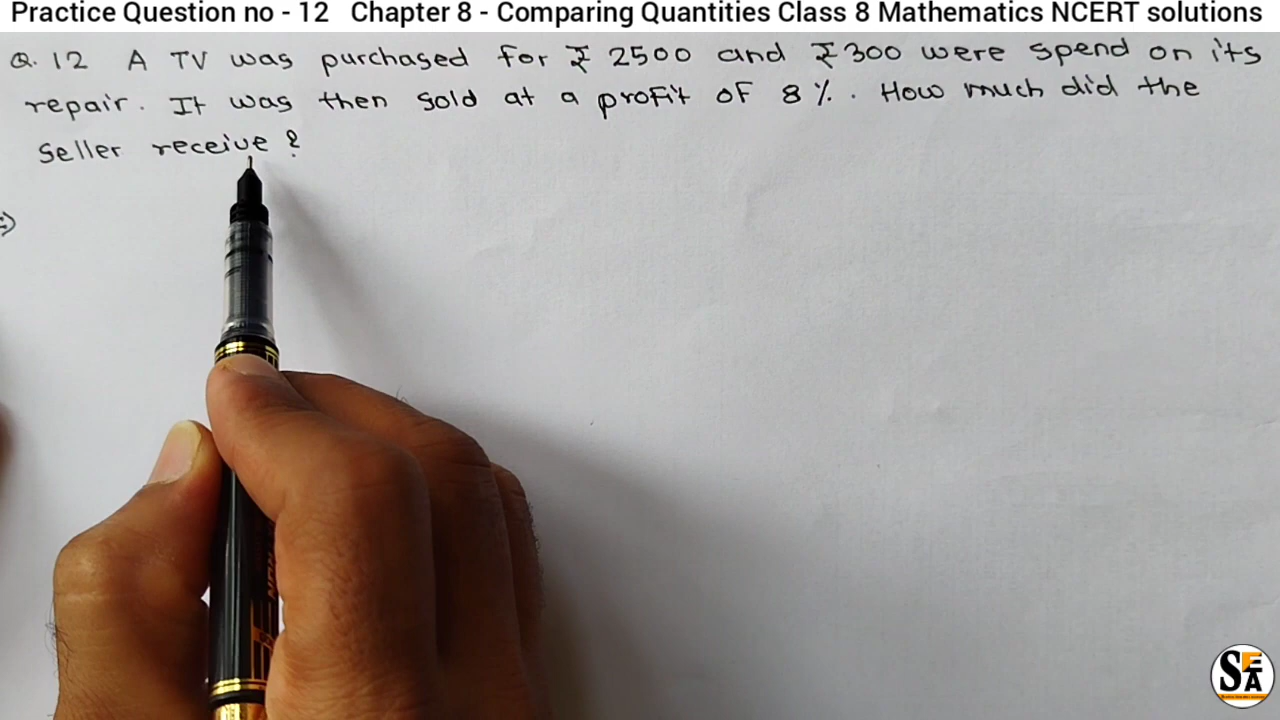 Practice Question no - 12 Chapter 8 - Comparing Quantities Class 8 Mathematics NCERT solutions
Q. 12 A TV was purchased for ₹ 2500 and ₹ 300 were spend on its
repair. It was then sold at a profit of 8 %. How much did the
seller receive ?
SEA